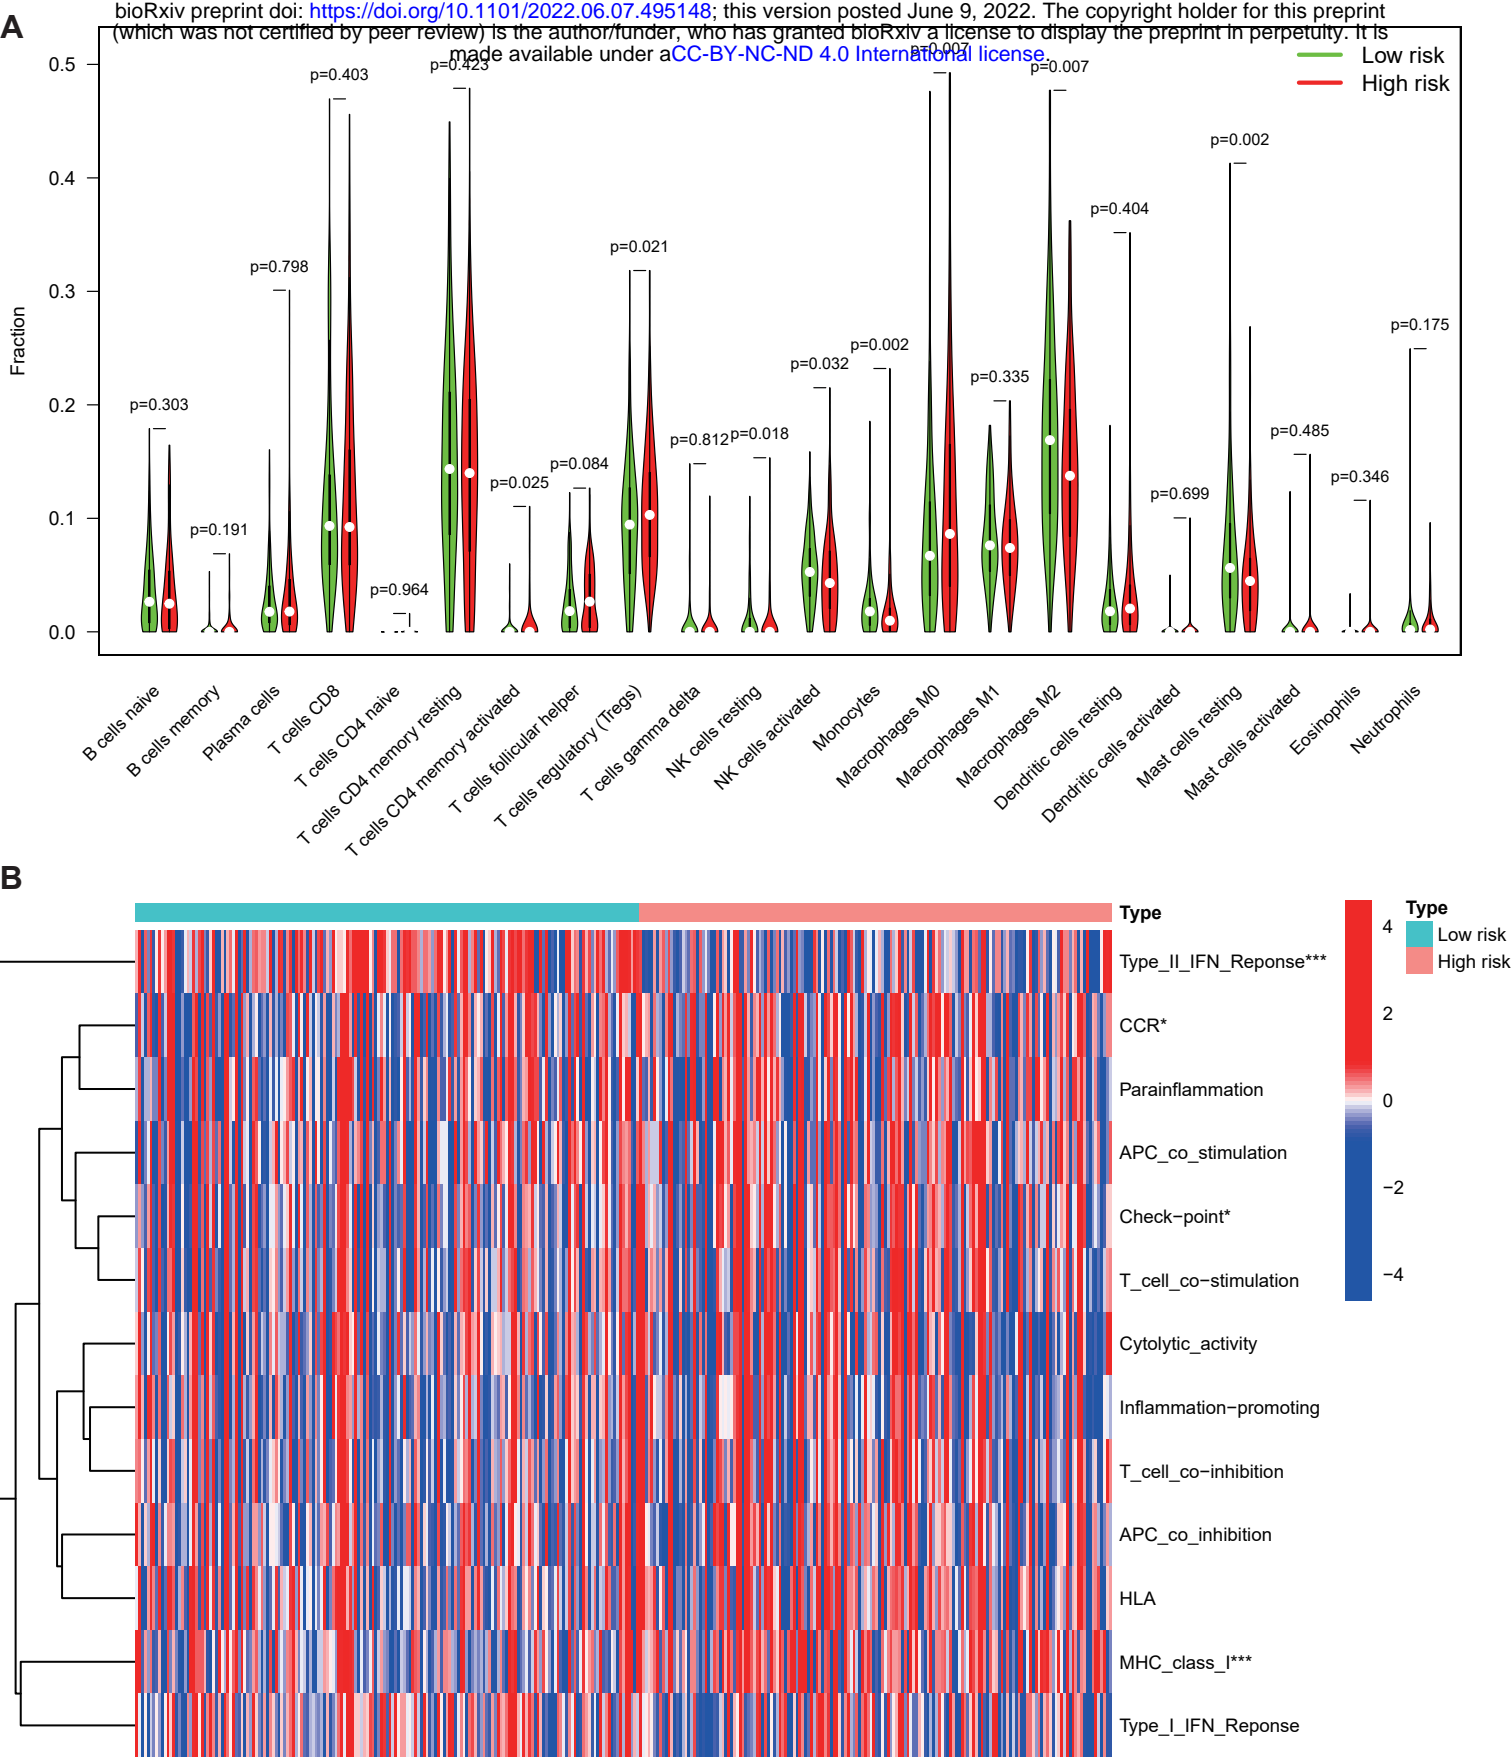 bioRxiv preprint doi: https://doi.org/10.1101/2022.06.07.495148; this version posted June 9, 2022. The copyright holder for this preprint
(which was not certified by peer review) is the author/funder, who has granted bioRxiv a license to display the preprint in perpetuity. It is
made available under aCC-BY-NC-ND 4.0 International license.
A
Low risk
High risk
Fraction
0.5
0.4
0.3
0.2
0.1
0.0
p=0.303
p=0.191
p=0.798
p=0.403
p=0.964
p=0.423
p=0.025
p=0.084
p=0.021
p=0.812
p=0.018
p=0.032
p=0.002
p=0.007
p=0.335
p=0.007
p=0.404
p=0.699
p=0.002
p=0.485
p=0.346
p=0.175
B cells naive
B cells memory
Plasma cells
T cells CD8
T cells CD4 naive
T cells CD4 memory resting
T cells CD4 memory activated
T cells follicular helper
T cells regulatory (Tregs)
T cells gamma delta
NK cells resting
NK cells activated
Monocytes
Macrophages M0
Macrophages M1
Macrophages M2
Dendritic cells resting
Dendritic cells activated
Mast cells resting
Mast cells activated
Eosinophils
Neutrophils
B
Type
Type_II_IFN_Reponse***
CCR*
Parainflammation
APC_co_stimulation
Check−point*
T_cell_co−stimulation
Cytolytic_activity
Inflammation−promoting
T_cell_co−inhibition
APC_co_inhibition
HLA
MHC_class_I***
Type_I_IFN_Reponse
4
2
0
−2
−4
Type
Low risk
High risk